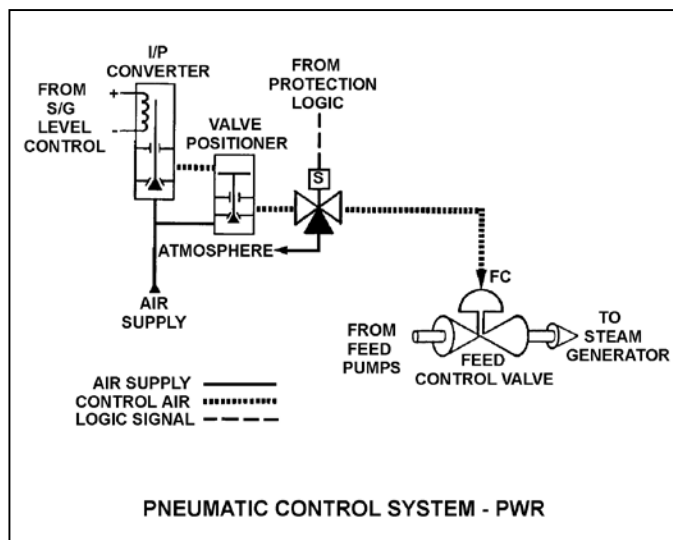 I/P
CONVERTER
FROM
S/G
LEVEL
CONTROL
+
-
VALVE
POSITIONER
FROM
PROTECTION
LOGIC
S
ATMOSPHERE
AIR
SUPPLY
FC
FROM
FEED
PUMPS
FEED
CONTROL VALVE
TO
STEAM
GENERATOR
AIR SUPPLY
CONTROL AIR
LOGIC SIGNAL
PNEUMATIC CONTROL SYSTEM - PWR